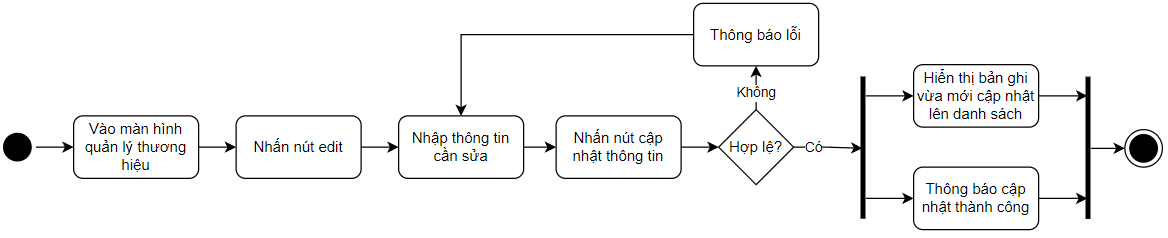 Vào màn hình
quản lý thương
hiệu
Nhấn nút edit
Nhập thông tin
cần sửa
Nhấn nút cập
nhật thông tin
Hợp lệ?
Không
Thông báo lỗi
Có
Hiển thị bản ghi
vừa mới cập nhật
lên danh sách
Thông báo cập
nhật thành công